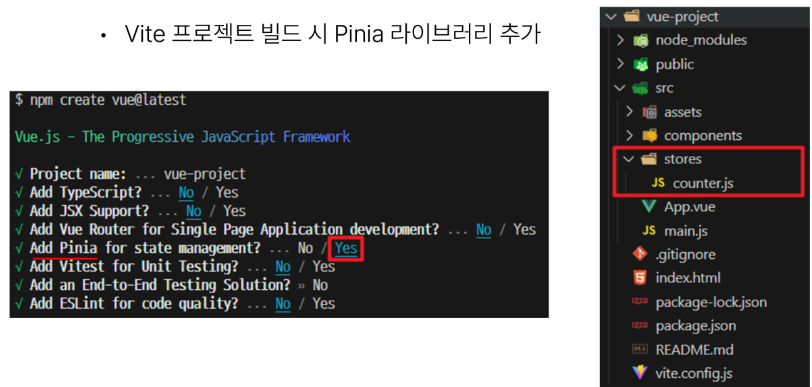 • Vite 프로젝트 빌드 시 Pinia 라이브러리 추가
$ npm create vue@latest
Vue.js - The Progressive JavaScript Framework
√ Project name: ... vue-project
√ Add TypeScript? ... No / Yes
√ Add JSX Support? ... No / Yes
√ Add Vue Router for Single Page Application development? ... No / Yes
√ Add Pinia for state management? ... No / Yes
√ Add Vitest for Unit Testing? ... No / Yes
√ Add an End-to-End Testing Solution? » No
√ Add ESLint for code quality? ... No / Yes
vue-project
node_modules
public
src
assets
components
stores
JS counter.js
App.vue
JS main.js
.gitignore
index.html
package-lock.json
package.json
README.md
vite.config.js